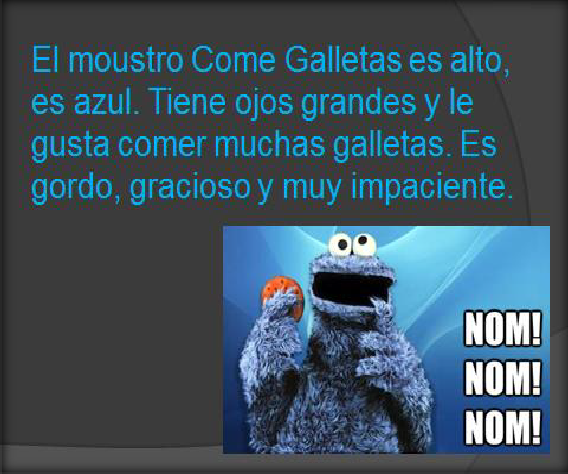 El moustro Come Galletas es alto,
es azul. Tiene ojos grandes y le
gusta comer muchas galletas. Es
gordo, gracioso y muy impaciente.
NOM!
NOM!
NOM!